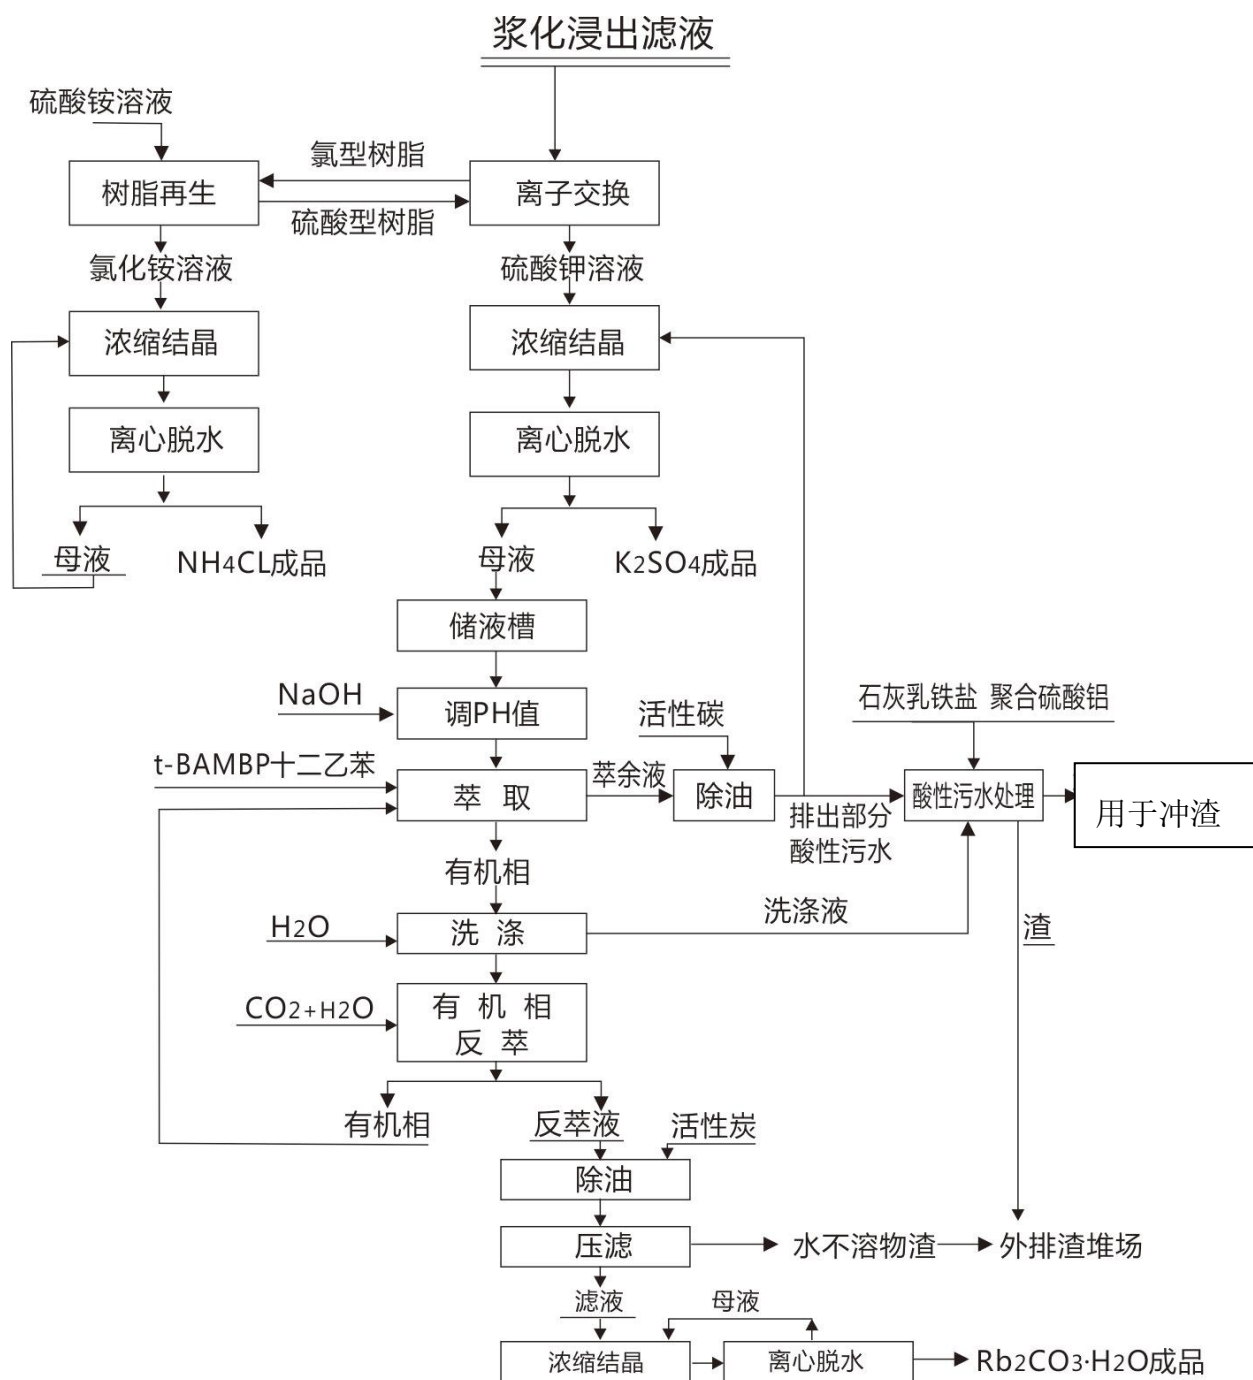 浆化浸出滤液
硫酸铵溶液
氯型树脂
树脂再生
离子交换
硫酸型树脂
氯化铵溶液
硫酸钾溶液
浓缩结晶
浓缩结晶
离心脱水
离心脱水
母液
NH4CL成品
母液
K2SO4成品
储液槽
NaOH
调PH值
活性碳
石灰乳铁盐 聚合硫酸铝
t-BAMBP十二乙苯
萃 取
萃余液
除油
酸性污水处理
用于冲渣
排出部分
酸性污水
有机相
H2O
洗 涤
洗涤液
渣
CO2+H2O
有 机 相
反 萃
有机相
反萃液
活性炭
除油
压滤
水不溶物渣
外排渣堆场
滤液
母液
浓缩结晶
离心脱水
Rb2CO3·H2O成品